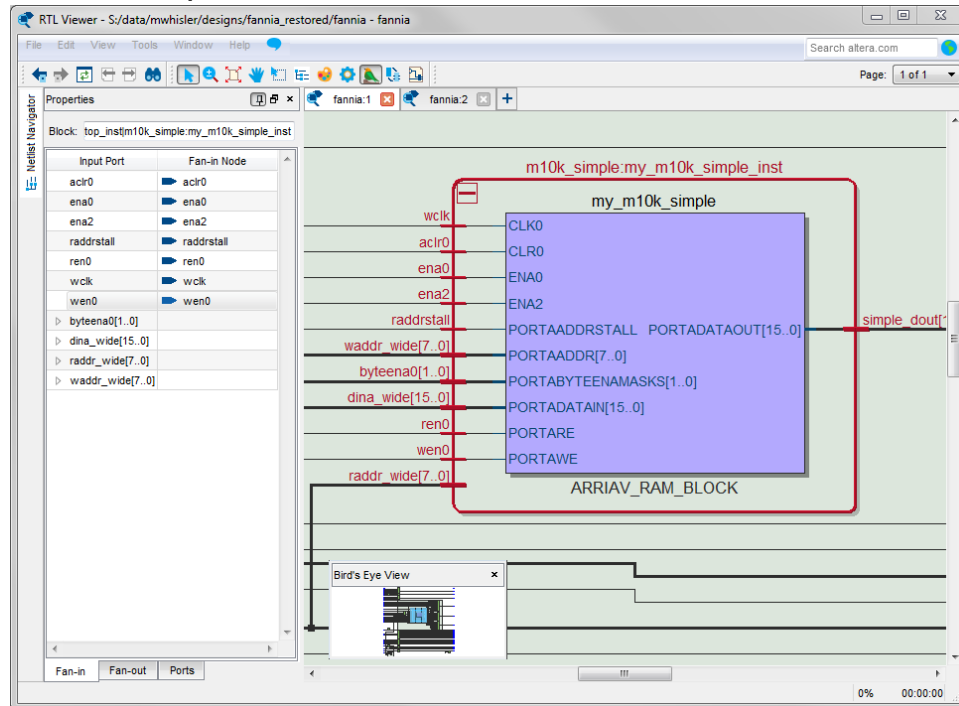 RTL Viewer - S:/data/mwhisler/designs/fannia_restored/fannia - fannia
File Edit View Tools Window Help
Search altera.com
Page: 1 of 1
Netlist Navigator
Properties
fannia:1 fannia:2
Block: top_inst|m10k_simple:my_m10k_simple_inst
Input Port Fan-in Node
aclr0 aclr0
ena0 ena0
ena2 ena2
raddrstall raddrstall
ren0 ren0
wclk wclk
wen0 wen0
byteena0[1..0]
dina_wide[15..0]
raddr_wide[7..0]
waddr_wide[7..0]
m10k_simple:my_m10k_simple_inst
my_m10k_simple
wclk CLK0
aclr0 CLR0
ena0 ENA0
ena2 ENA2
raddrstall PORTAADDRSTALL PORTADATAOUT[15..0] simple_dout[1
waddr_wide[7..0] PORTAADDR[7..0]
byteena0[1..0] PORTABYTEENAMASKS[1..0]
dina_wide[15..0] PORTADATAIN[15..0]
ren0 PORTARE
wen0 PORTAWE
raddr_wide[7..0]
ARRIAV_RAM_BLOCK
Bird's Eye View
Fan-in Fan-out Ports
0% 00:00:00